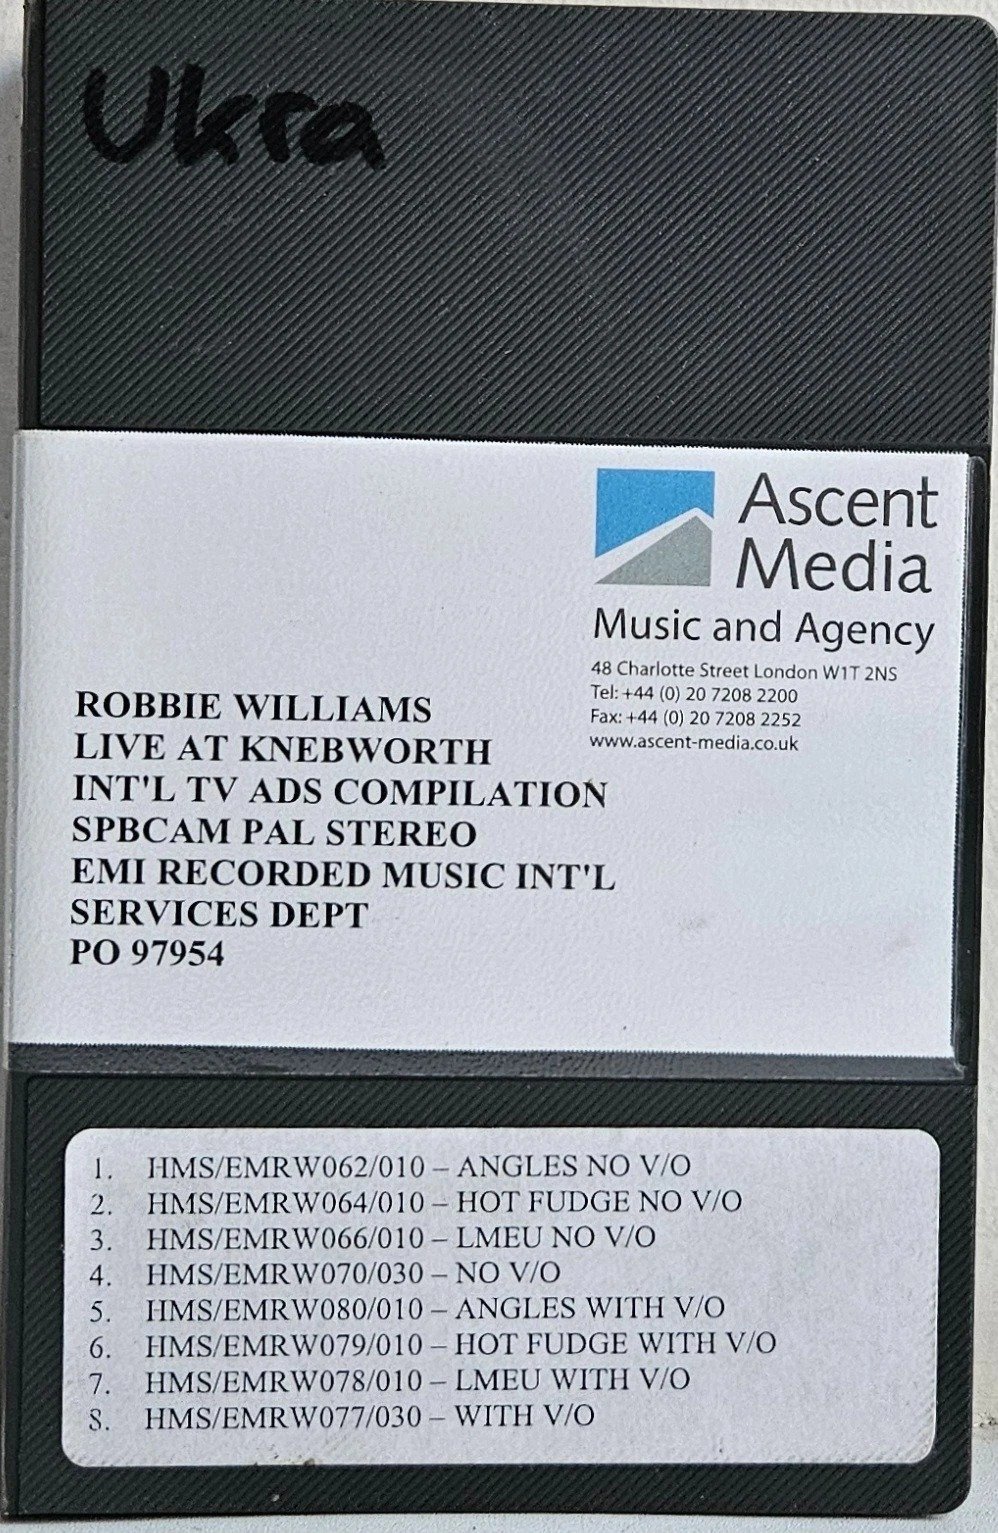 Ukra
Ascent
Media
Music and Agency
48 Charlotte Street London W1T 2NS
Tel: +44 (0) 20 7208 2200
Fax: +44 (0) 20 7208 2252
www.ascent-media.co.uk
ROBBIE WILLIAMS
LIVE AT KNEBWORTH
INT'L TV ADS COMPILATION
SPBCAM PAL STEREO
EMI RECORDED MUSIC INT'L
SERVICES DEPT
PO 97954
1. HMS/EMRW062/010 – ANGLES NO V/O
2. HMS/EMRW064/010 – HOT FUDGE NO V/O
3. HMS/EMRW066/010 – LMEU NO V/O
4. HMS/EMRW070/030 – NO V/O
5. HMS/EMRW080/010 – ANGLES WITH V/O
6. HMS/EMRW079/010 – HOT FUDGE WITH V/O
7. HMS/EMRW078/010 – LMEU WITH V/O
8. HMS/EMRW077/030 – WITH V/O